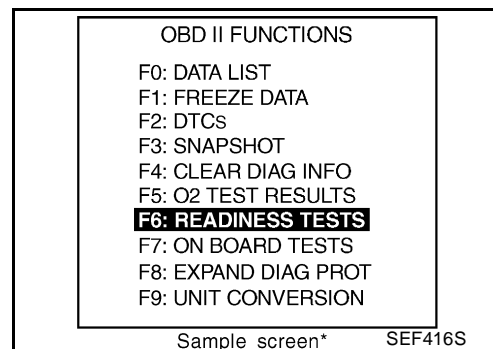 OBD II FUNCTIONS
F0: DATA LIST
F1: FREEZE DATA
F2: DTCs
F3: SNAPSHOT
F4: CLEAR DIAG INFO
F5: O2 TEST RESULTS
F6: READINESS TESTS
F7: ON BOARD TESTS
F8: EXPAND DIAG PROT
F9: UNIT CONVERSION
Sample screen* SEF416S